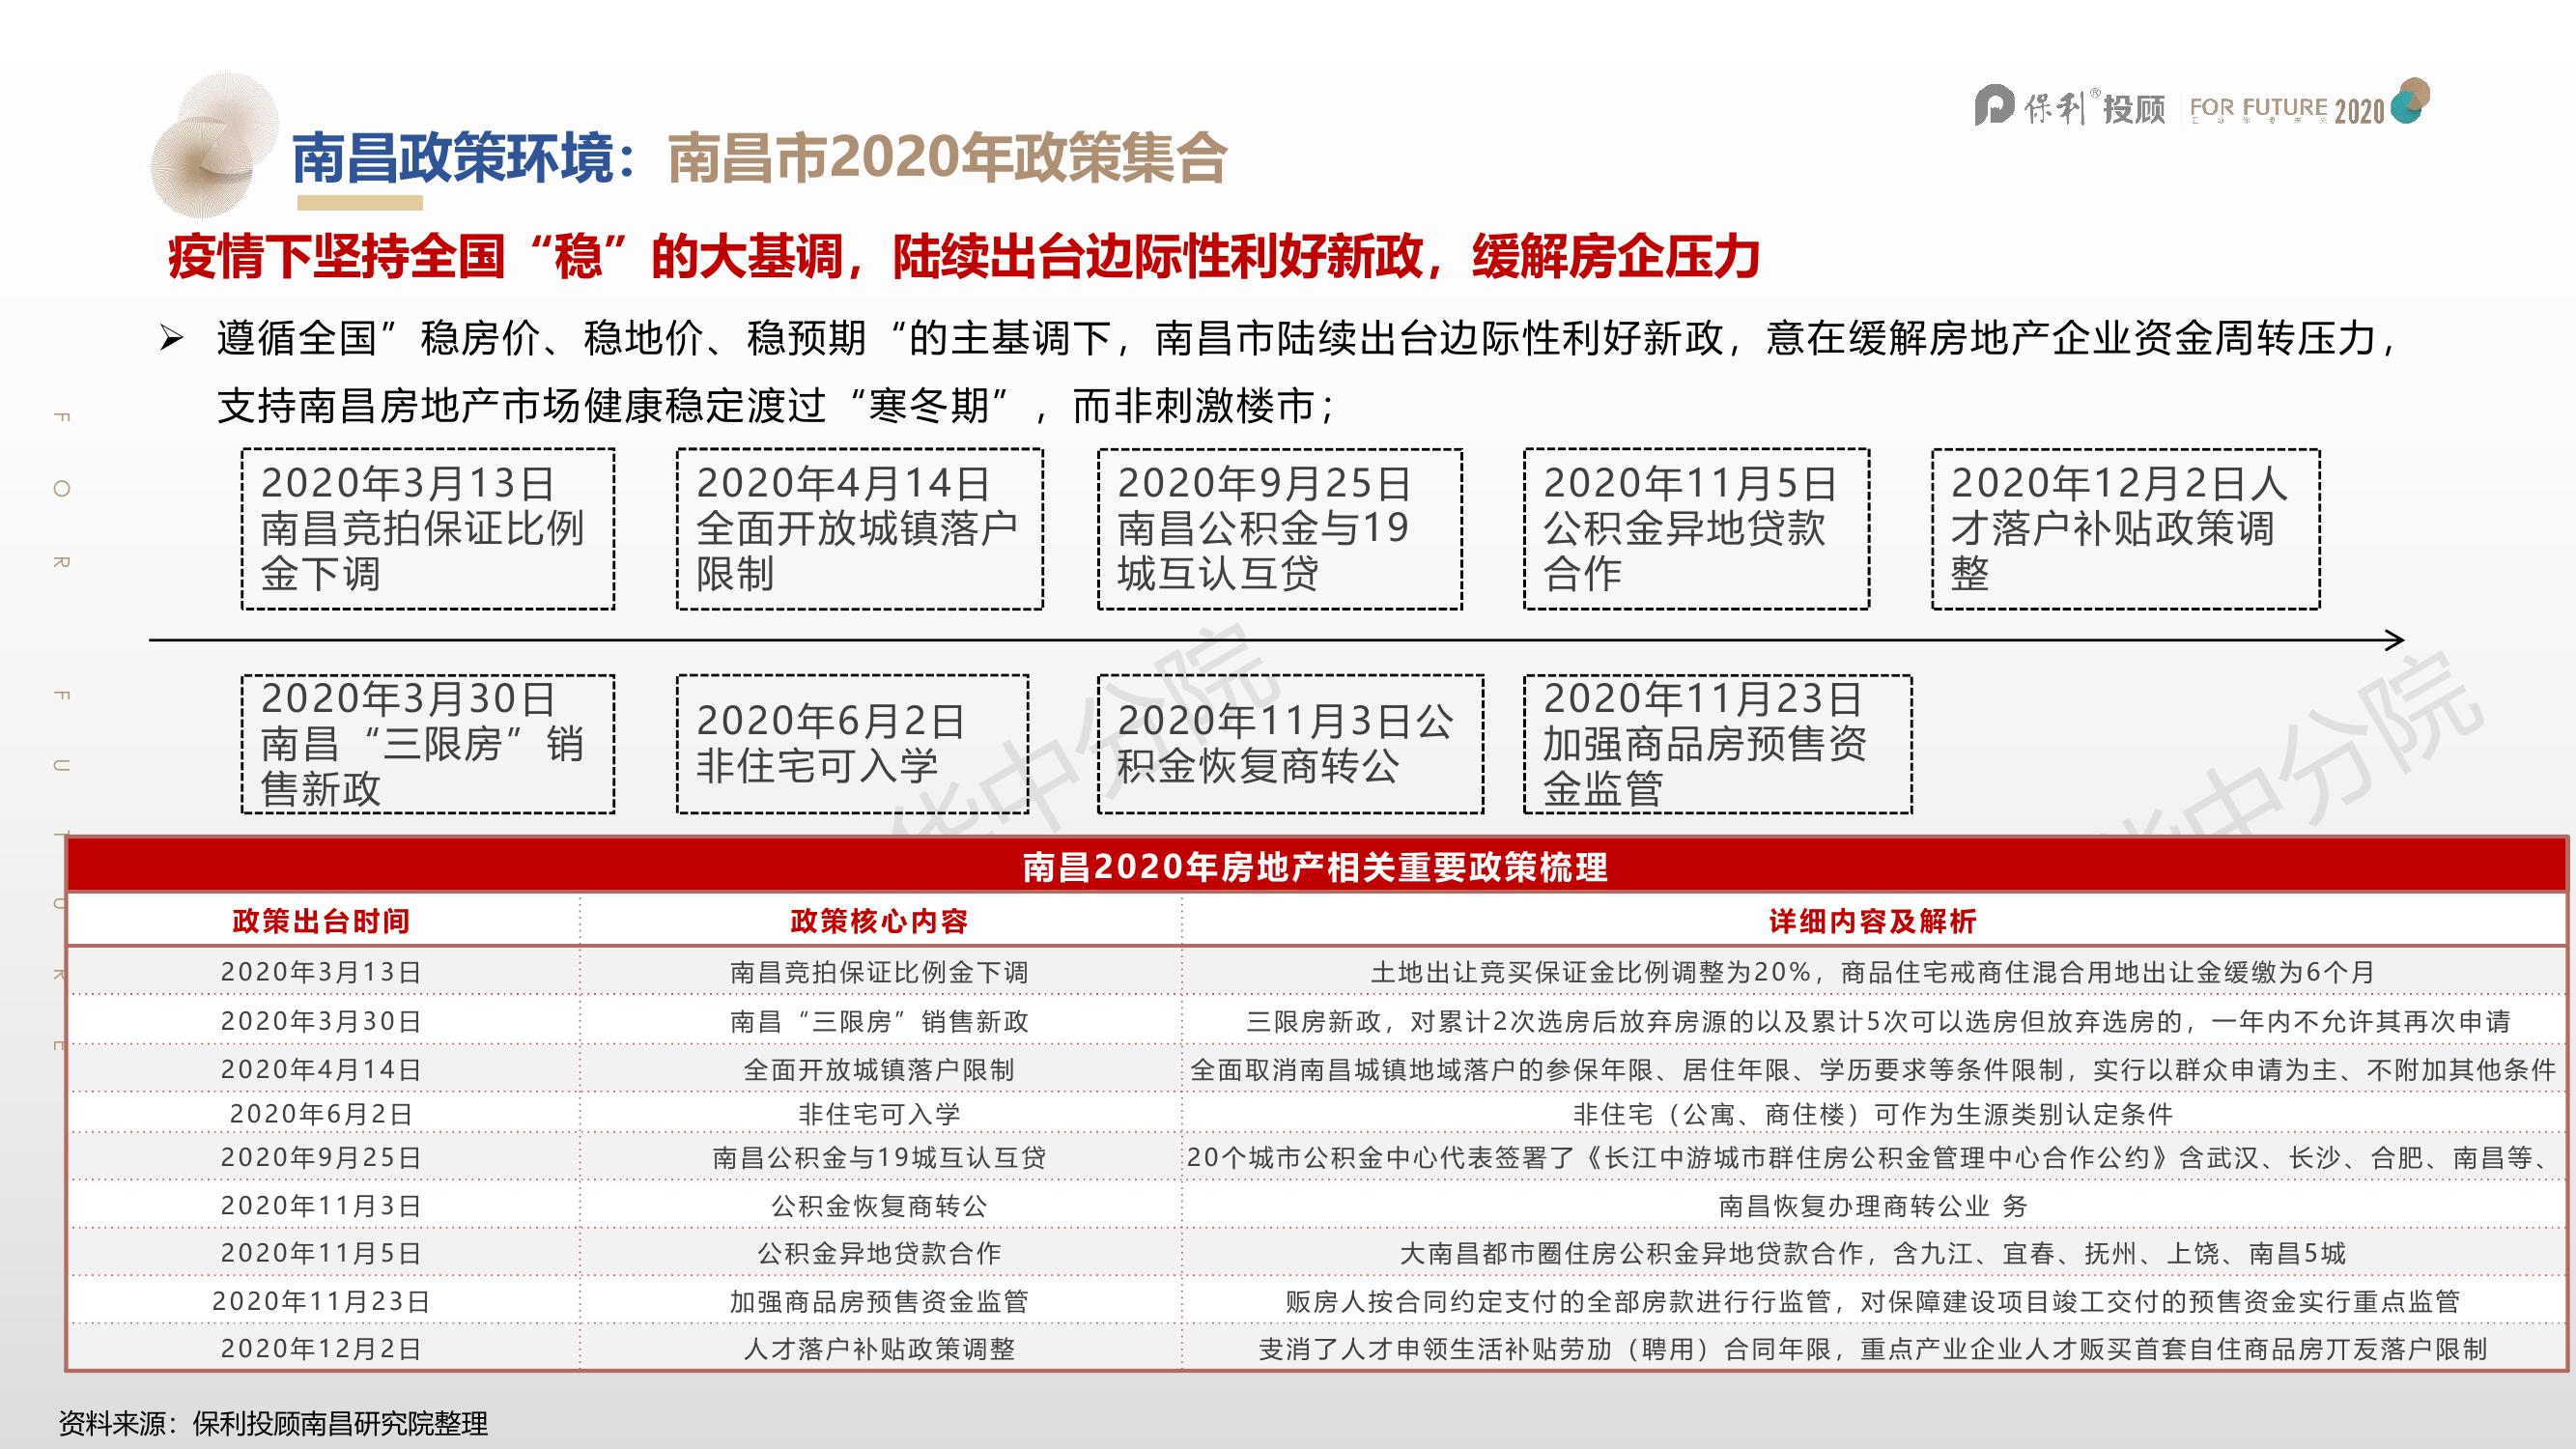 保利®投顾 FOR FUTURE 2020
南昌政策环境：南昌市2020年政策集合
疫情下坚持全国“稳”的大基调，陆续出台边际性利好新政，缓解房企压力
遵循全国”稳房价、稳地价、稳预期“的主基调下，南昌市陆续出台边际性利好新政，意在缓解房地产企业资金周转压力，
支持南昌房地产市场健康稳定渡过“寒冬期”，而非刺激楼市；
2020年3月13日
南昌竞拍保证比例
金下调
2020年4月14日
全面开放城镇落户
限制
2020年9月25日
南昌公积金与19
城互认互贷
2020年11月5日
公积金异地贷款
合作
2020年12月2日人
才落户补贴政策调
整
2020年3月30日
南昌“三限房”销
售新政
2020年6月2日
非住宅可入学
2020年11月3日公
积金恢复商转公
2020年11月23日
加强商品房预售资
金监管
华中分院
华中分院
FOR FUTURE
南昌2020年房地产相关重要政策梳理
政策出台时间 政策核心内容 详细内容及解析
2020年3月13日 南昌竞拍保证比例金下调 土地出让竞买保证金比例调整为20%，商品住宅戒商住混合用地出让金缓缴为6个月
2020年3月30日 南昌“三限房”销售新政 三限房新政，对累计2次选房后放弃房源的以及累计5次可以选房但放弃选房的，一年内不允许其再次申请
2020年4月14日 全面开放城镇落户限制 全面取消南昌城镇地域落户的参保年限、居住年限、学历要求等条件限制，实行以群众申请为主、不附加其他条件
2020年6月2日 非住宅可入学 非住宅（公寓、商住楼）可作为生源类别认定条件
2020年9月25日 南昌公积金与19城互认互贷 20个城市公积金中心代表签署了《长江中游城市群住房公积金管理中心合作公约》含武汉、长沙、合肥、南昌等、
2020年11月3日 公积金恢复商转公 南昌恢复办理商转公业 务
2020年11月5日 公积金异地贷款合作 大南昌都市圈住房公积金异地贷款合作，含九江、宜春、抚州、上饶、南昌5城
2020年11月23日 加强商品房预售资金监管 贩房人按合同约定支付的全部房款进行行监管，对保障建设项目竣工交付的预售资金实行重点监管
2020年12月2日 人才落户补贴政策调整 叏消了人才申领生活补贴劳劢（聘用）合同年限，重点产业企业人才贩买首套自住商品房丌叐落户限制
资料来源：保利投顾南昌研究院整理